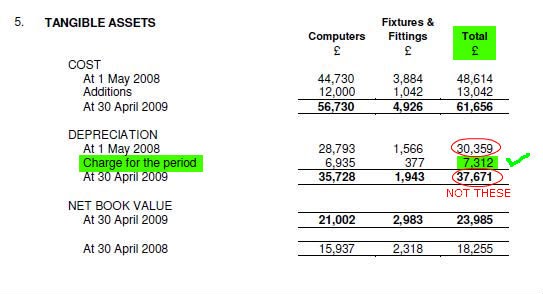 5. TANGIBLE ASSETS
Fixtures &
Computers Fittings Total
£ £ £
COST
At 1 May 2008 44,730 3,884 48,614
Additions 12,000 1,042 13,042
At 30 April 2009 56,730 4,926 61,656
DEPRECIATION
At 1 May 2008 28,793 1,566 30,359
Charge for the period 6,935 377 7,312
At 30 April 2009 35,728 1,943 37,671
NOT THESE
NET BOOK VALUE
At 30 April 2009 21,002 2,983 23,985
At 30 April 2008 15,937 2,318 18,255